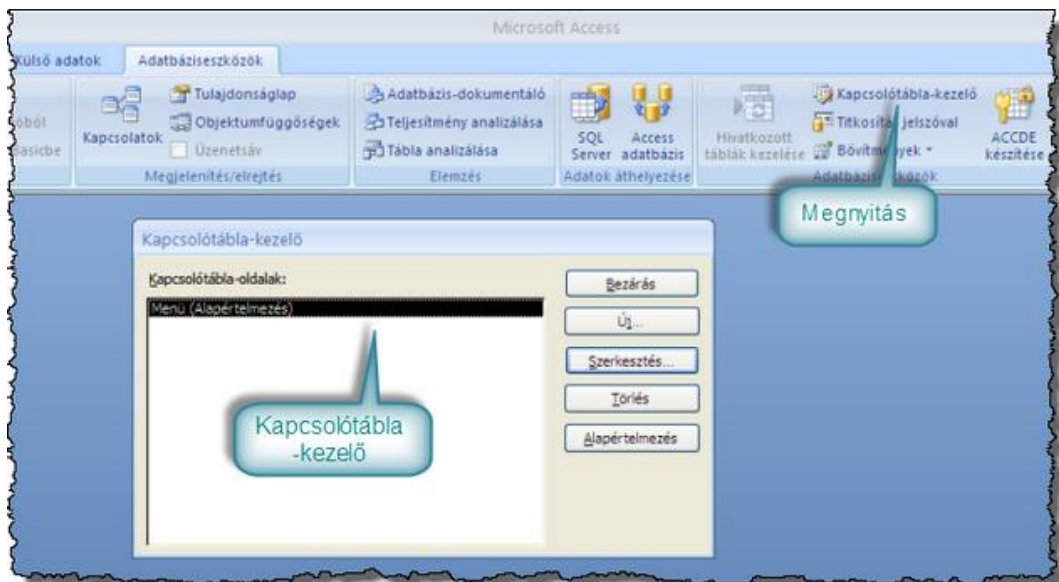 Microsoft Access
Külső adatok Adatbáziseszközök
Kapcsolatok
Tulajdonságlap
Objektumfüggőségek
Üzenetsáv
Megjelenítés/elrejtés
Adatbázis-dokumentáló
Teljesítmény analizálása
Tábla analizálása
Elemzés
SQL
Server
Access
adatbázis
Adatok áthelyezése
Hivatkozott
táblák kezelése
Kapcsolótábla-kezelő
Titkosítás jelszóval
Bővítmények
ACCDE
készítése
Adatbáziseszközök
Megnyitás
Kapcsolótábla-kezelő
Kapcsolótábla-oldalak:
Menü (Alapértelmezés)
Bezárás
Új...
Szerkesztés...
Törlés
Alapértelmezés
Kapcsolótábla
-kezelő